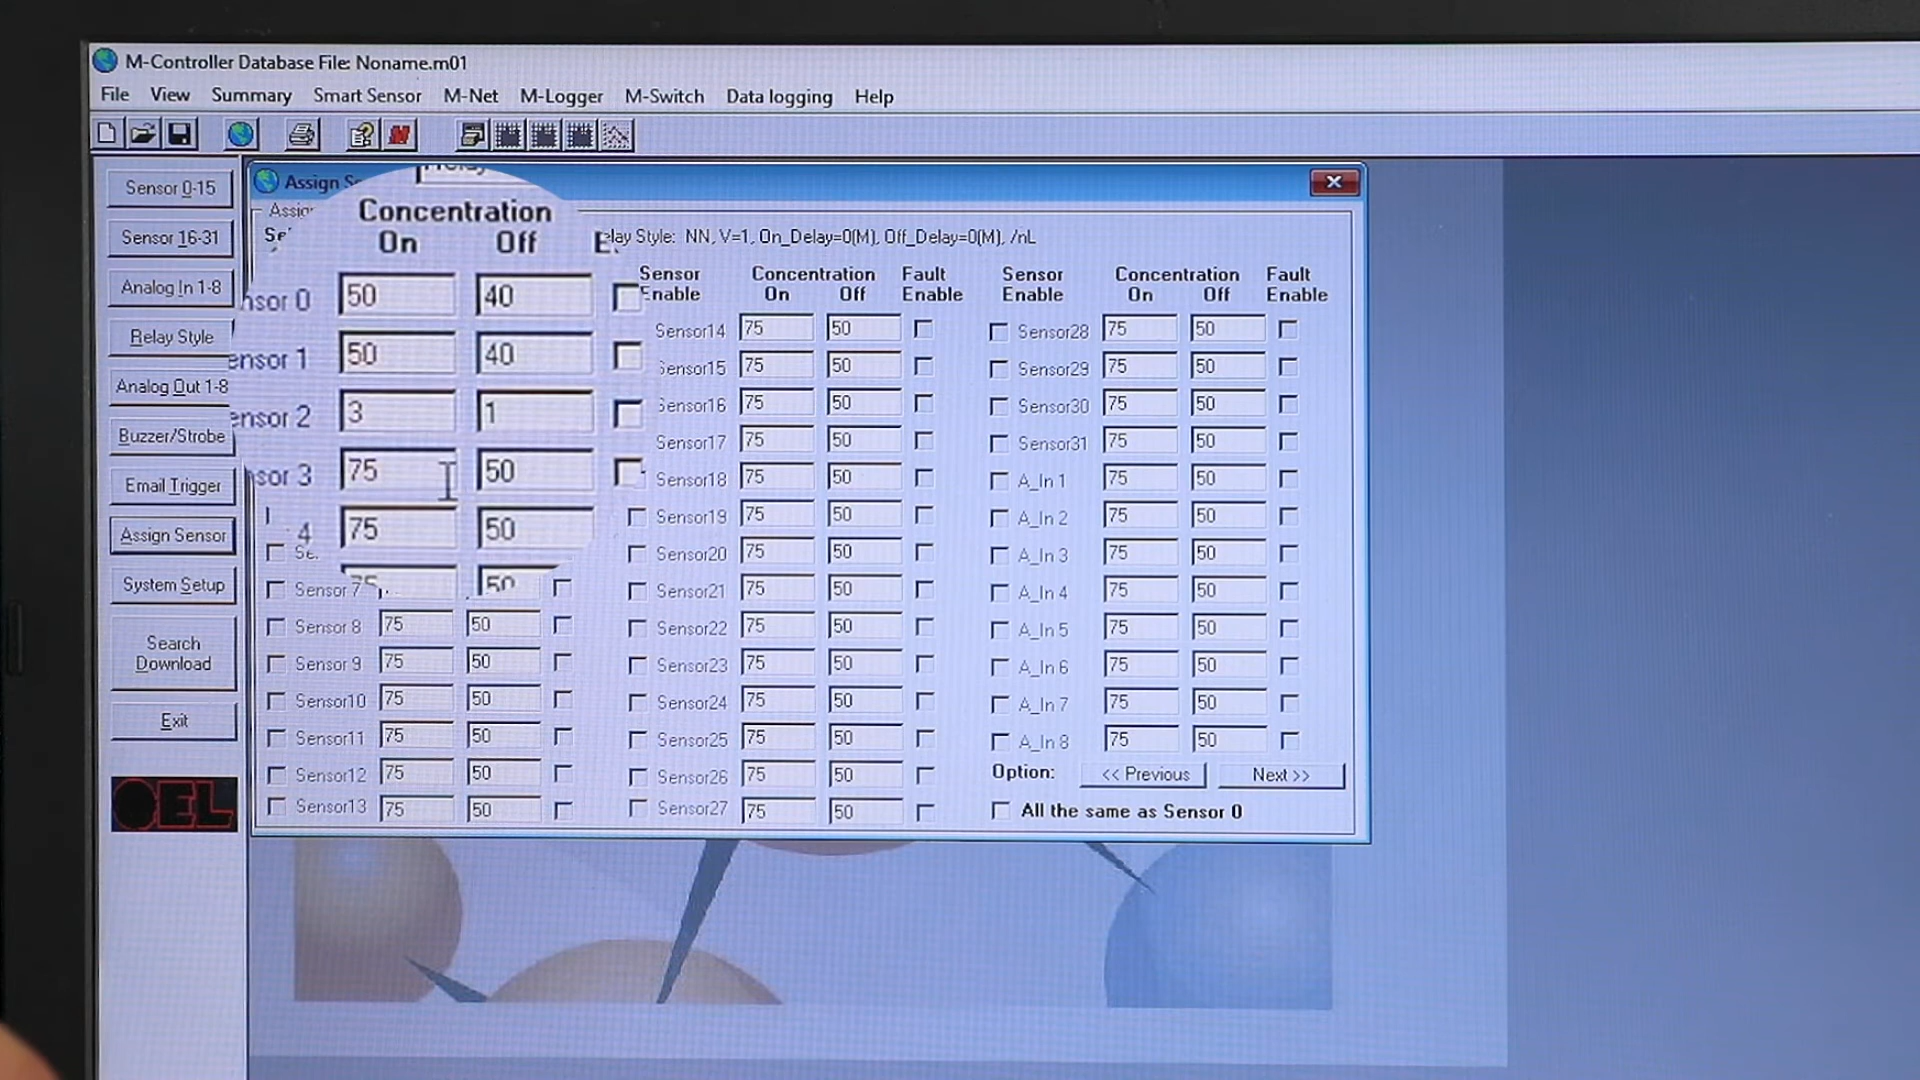 M-Controller Database File: Noname.m01
File View Summary Smart Sensor M-Net M-Logger M-Switch Data logging Help
Sensor 0-15
Sensor 16-31
Analog In 1-8
Relay Style
Analog Out 1-8
Buzzer/Strobe
Email Trigger
Assign Sensor
System Setup
Search
Download
Exit
OEL
Assign
Relay Style: NN, V=1, On_Delay=0(M), Off_Delay=0(M), /nL
Concentration
On Off
Sensor 0 50 40
Sensor 1 50 40
Sensor 2 3 1
Sensor 3 75 50
4 75 50
75 50
Sensor 7
Sensor 8 75 50
Sensor 9 75 50
Sensor10 75 50
Sensor11 75 50
Sensor12 75 50
Sensor13 75 50
Sensor Concentration Fault
Enable On Off Enable
Sensor14 75 50
Sensor15 75 50
Sensor16 75 50
Sensor17 75 50
Sensor18 75 50
Sensor19 75 50
Sensor20 75 50
Sensor21 75 50
Sensor22 75 50
Sensor23 75 50
Sensor24 75 50
Sensor25 75 50
Sensor26 75 50
Sensor27 75 50
Sensor Concentration Fault
Enable On Off Enable
Sensor28 75 50
Sensor29 75 50
Sensor30 75 50
Sensor31 75 50
A_In 1 75 50
A_In 2 75 50
A_In 3 75 50
A_In 4 75 50
A_In 5 75 50
A_In 6 75 50
A_In 7 75 50
A_In 8 75 50
Option: << Previous Next >>
All the same as Sensor 0